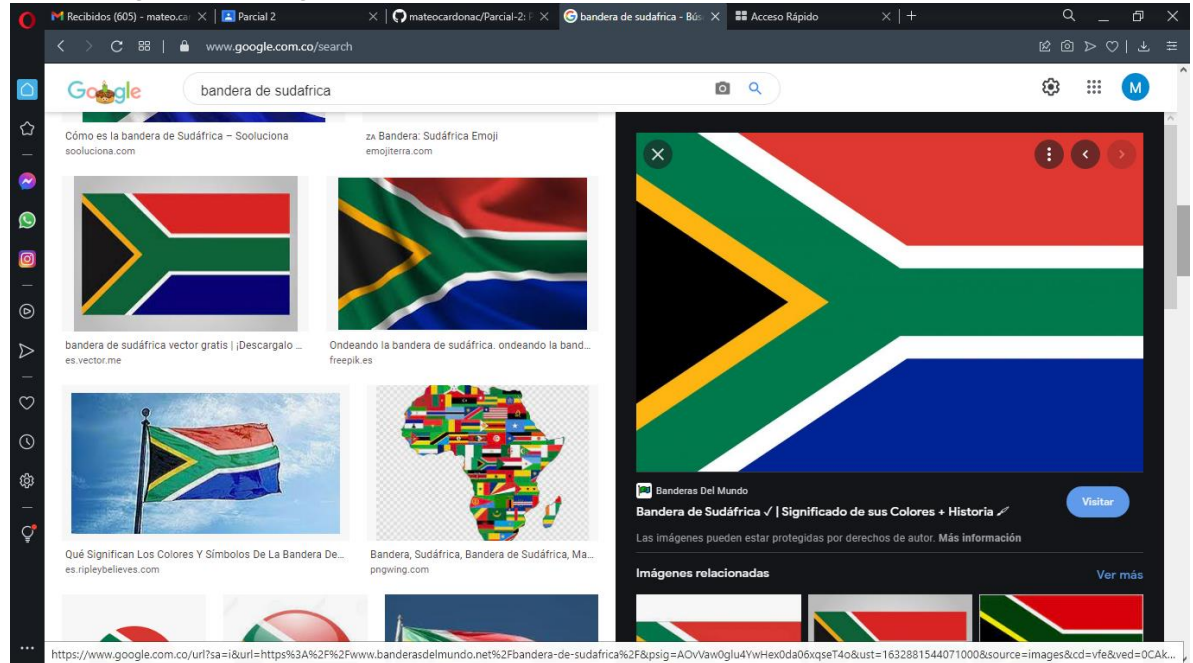 Recibidos (605) - mateo.car
Parcial 2
mateocardonac/Parcial-2: P
bandera de sudafrica - Bús
Acceso Rápido
www.google.com.co/search
Google
bandera de sudafrica
M
Cómo es la bandera de Sudáfrica – Sooluciona
sooluciona.com
ZA Bandera: Sudáfrica Emoji
emojiterra.com
bandera de sudáfrica vector gratis | ¡Descargalo ...
es.vector.me
Ondeando la bandera de sudáfrica. ondeando la band...
freepik.es
Qué Significan Los Colores Y Símbolos De La Bandera De...
es.ripleybelieves.com
Bandera, Sudáfrica, Bandera de Sudáfrica, Ma...
pngwing.com
Banderas Del Mundo
Bandera de Sudáfrica ✓ | Significado de sus Colores + Historia
Visitar
Las imágenes pueden estar protegidas por derechos de autor. Más información
Imágenes relacionadas
Ver más
https://www.google.com.co/url?sa=i&url=https%3A%2F%2Fwww.banderasdelmundo.net%2Fbandera-de-sudafrica%2F&psig=AOvVaw0glu4YwHex0da06xqseT4o&ust=1632881544071000&source=images&cd=vfe&ved=0CAk...